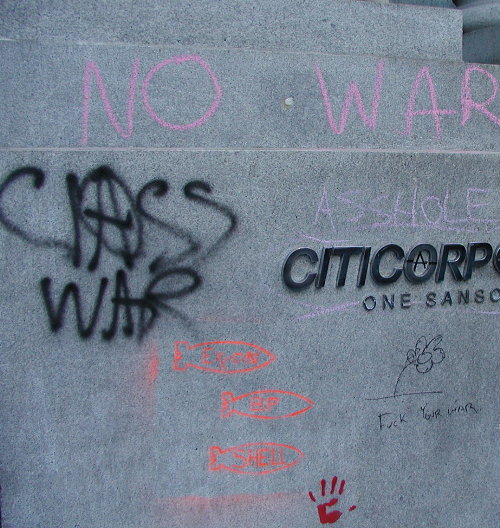 NO WAR
CLASS
WAR
ASSHOLE
CITICORP
ONE SANSO
EXXON
BP
SHELL
FUCK YOUR WAR